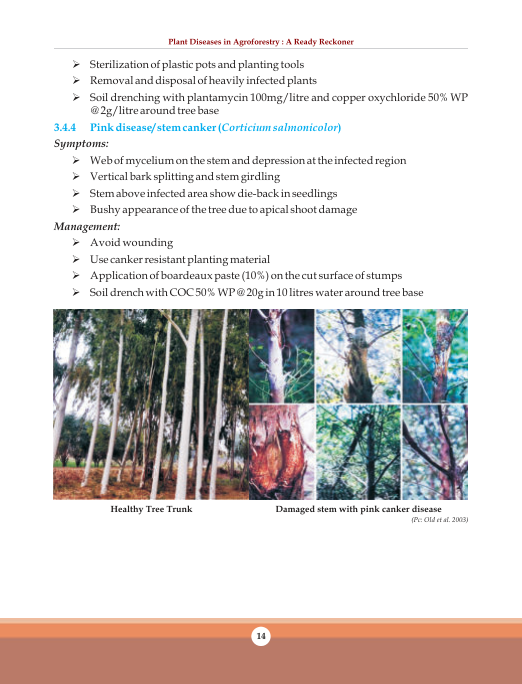 Plant Diseases in Agroforestry : A Ready Reckoner
➢ Sterilization of plastic pots and planting tools
➢ Removal and disposal of heavily infected plants
➢ Soil drenching with plantamycin 100mg/litre and copper oxychloride 50% WP
@2g/litre around tree base
3.4.4 Pink disease/stem canker (Corticium salmonicolor)
Symptoms:
➢ Web of mycelium on the stem and depression at the infected region
➢ Vertical bark splitting and stem girdling
➢ Stem above infected area show die-back in seedlings
➢ Bushy appearance of the tree due to apical shoot damage
Management:
➢ Avoid wounding
➢ Use canker resistant planting material
➢ Application of boardeaux paste (10%) on the cut surface of stumps
➢ Soil drench with COC 50% WP @ 20g in 10 litres water around tree base
Healthy Tree Trunk
Damaged stem with pink canker disease
(Pc: Old et al. 2003)
14